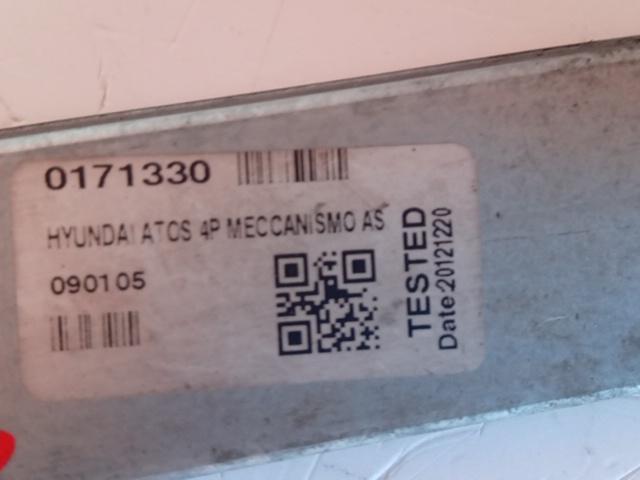 0171330
HYUNDAI ATOS 4P MECCANISMO AS
090105
TESTED
Date:20121220